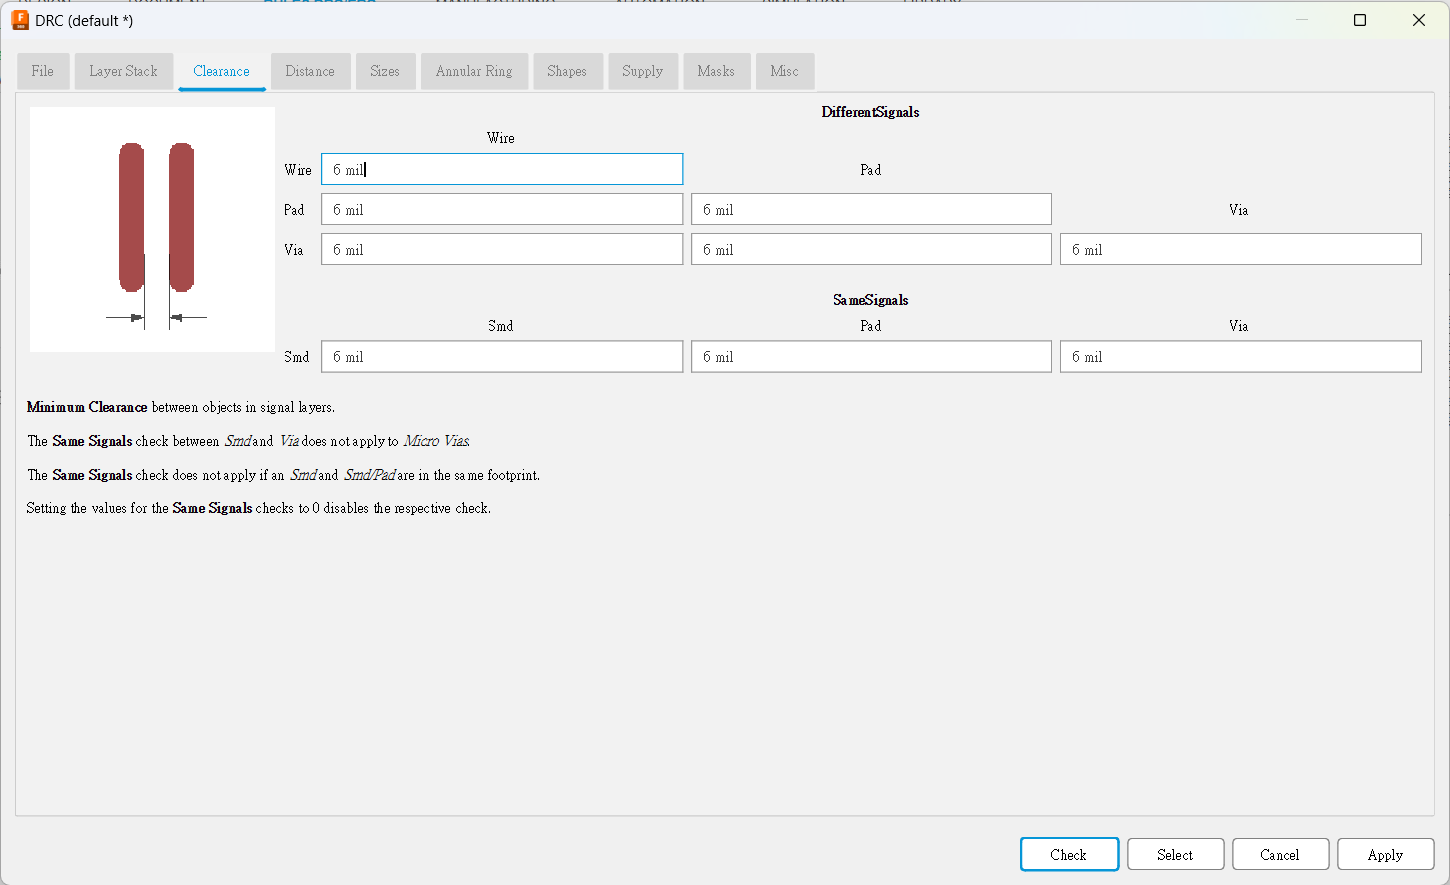 DRC (default *)
File Layer Stack Clearance Distance Sizes Annular Ring Shapes Supply Masks Misc
DifferentSignals
Wire
Wire 6 mil Pad
Pad 6 mil 6 mil Via
Via 6 mil 6 mil 6 mil
SameSignals
Smd Pad Via
Smd 6 mil 6 mil 6 mil
Minimum Clearance between objects in signal layers.
The Same Signals check between Smd and Via does not apply to Micro Vias.
The Same Signals check does not apply if an Smd and Smd/Pad are in the same footprint.
Setting the values for the Same Signals checks to 0 disables the respective check.
Check Select Cancel Apply